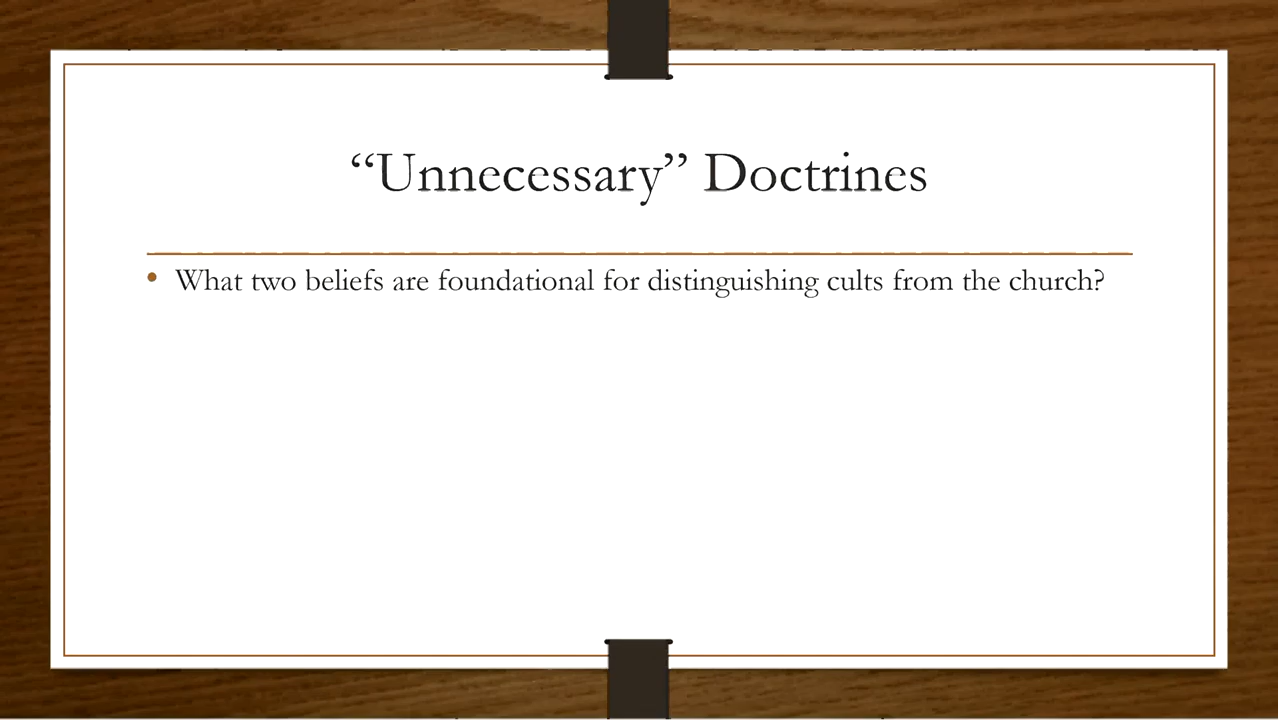 “Unnecessary” Doctrines
• What two beliefs are foundational for distinguishing cults from the church?